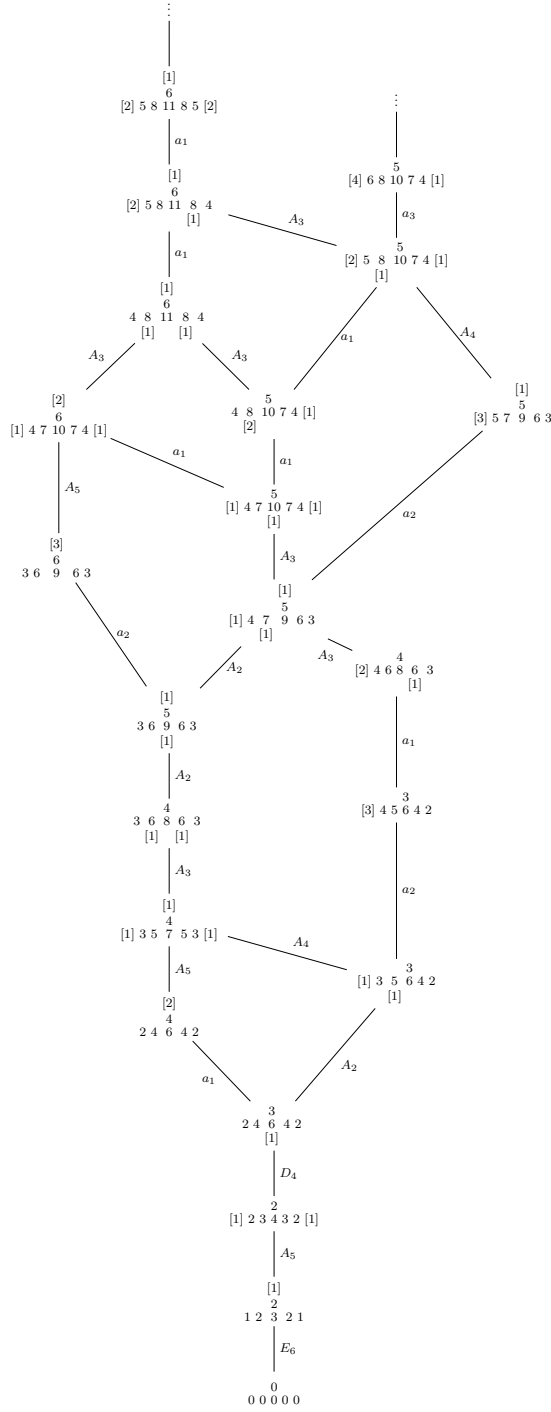 ⋮
[1]
6
[2] 5 8 11 8 5 [2]
⋮
a₁
5
[4] 6 8 10 7 4 [1]
[1]
6
[2] 5 8 11 8 4
[1]
a₃
A₃
5
[2] 5 8 10 7 4 [1]
[1]
a₁
[1]
6
4 8 11 8 4
[1] [1]
A₃
A₃
a₁
A₄
[1]
5
[3] 5 7 9 6 3
[2]
6
[1] 4 7 10 7 4 [1]
5
4 8 10 7 4 [1]
[2]
a₁
a₁
A₅
5
[1] 4 7 10 7 4 [1]
[1]
a₂
[3]
6
3 6 9 6 3
A₃
[1]
5
[1] 4 7 9 6 3
[1]
a₂
A₂
A₃
4
[2] 4 6 8 6 3
[1]
[1]
5
3 6 9 6 3
[1]
a₁
A₂
4
3 6 8 6 3
[1] [1]
3
[3] 4 5 6 4 2
A₃
a₂
[1]
4
[1] 3 5 7 5 3 [1]
A₄
A₅
3
[1] 3 5 6 4 2
[1]
[2]
4
2 4 6 4 2
a₁
A₂
3
2 4 6 4 2
[1]
D₄
2
[1] 2 3 4 3 2 [1]
A₅
[1]
2
1 2 3 2 1
E₆
0
0 0 0 0 0